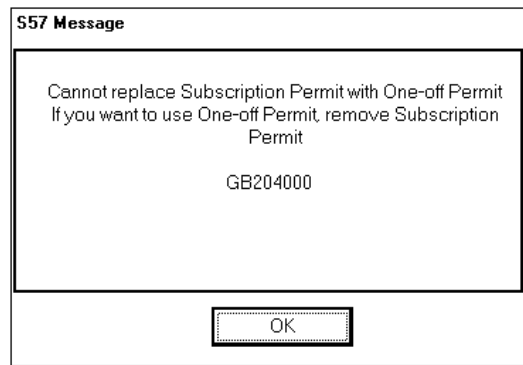 S57 Message
Cannot replace Subscription Permit with One-off Permit
If you want to use One-off Permit, remove Subscription
Permit
GB204000
OK